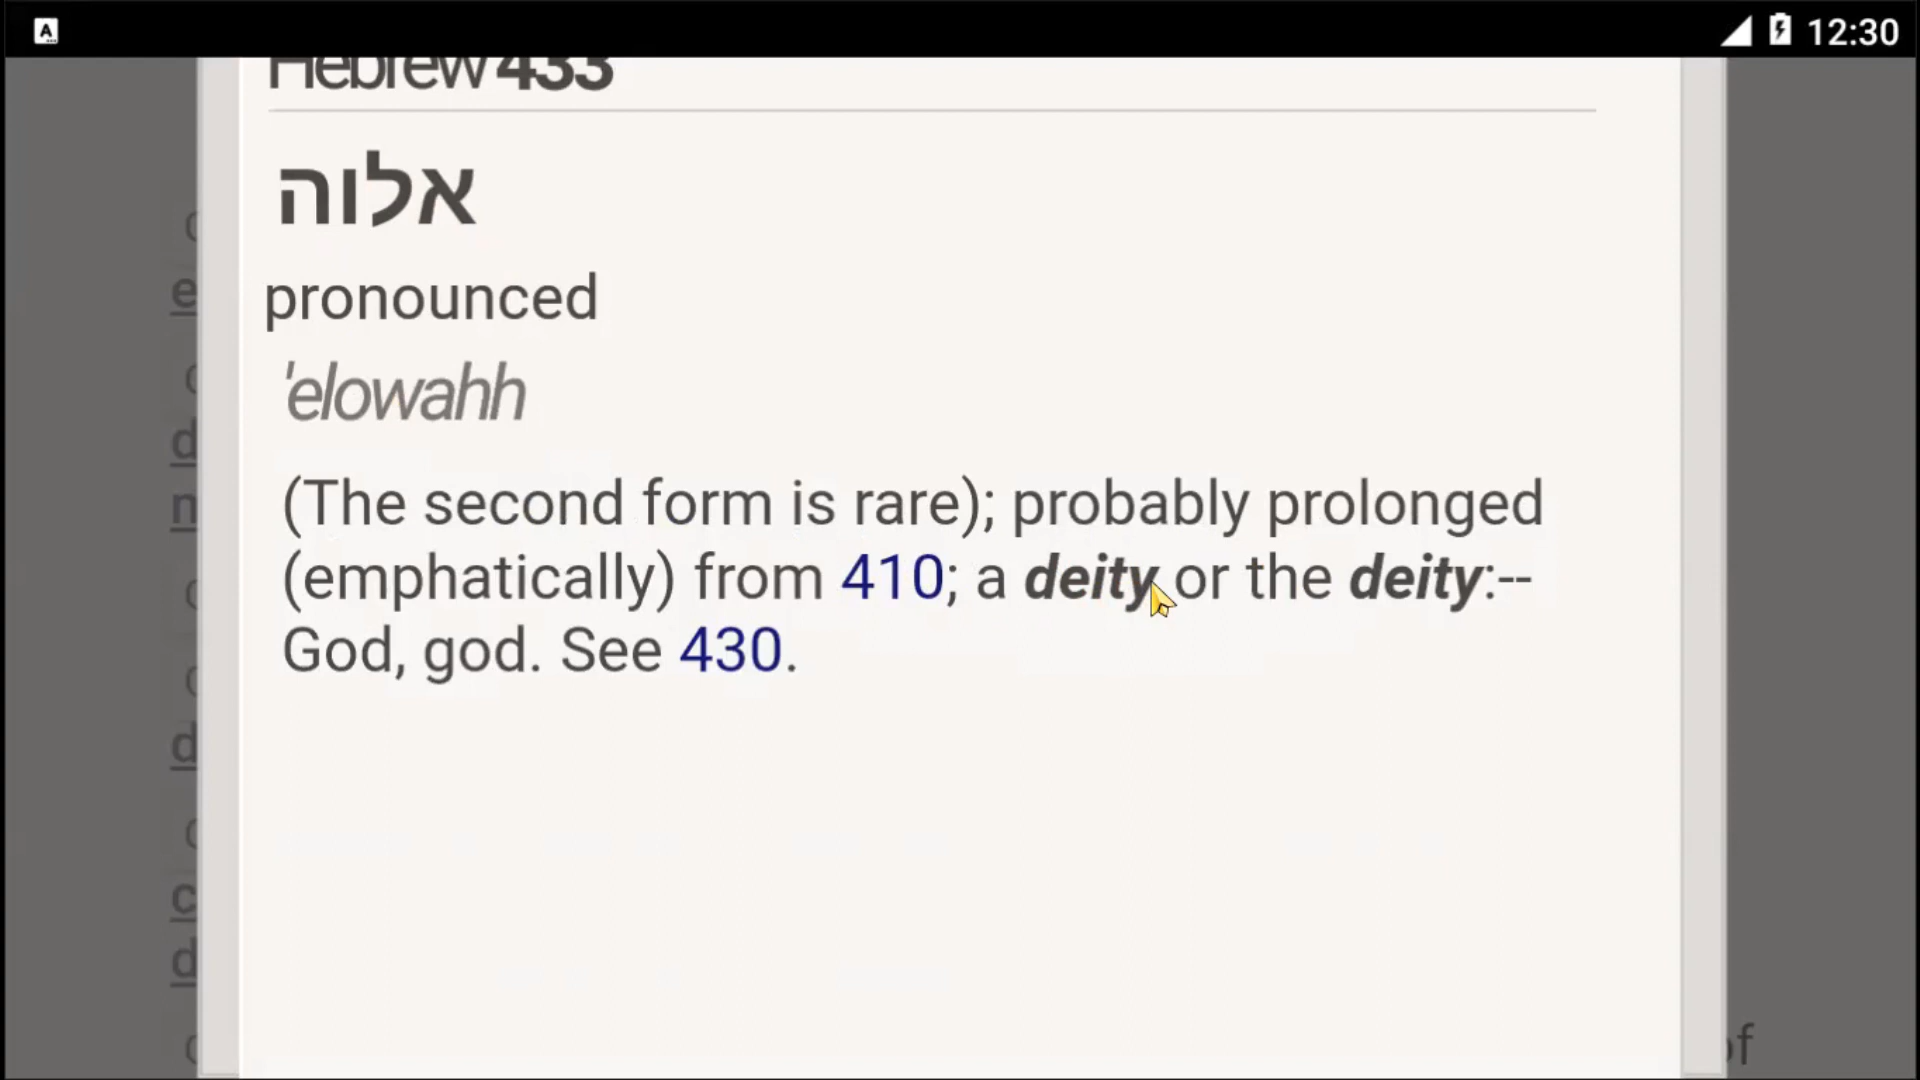 12:30
Hebrew 433
אלוה
pronounced
'elowahh
(The second form is rare); probably prolonged
(emphatically) from 410; a deity or the deity:--
God, god. See 430.
of